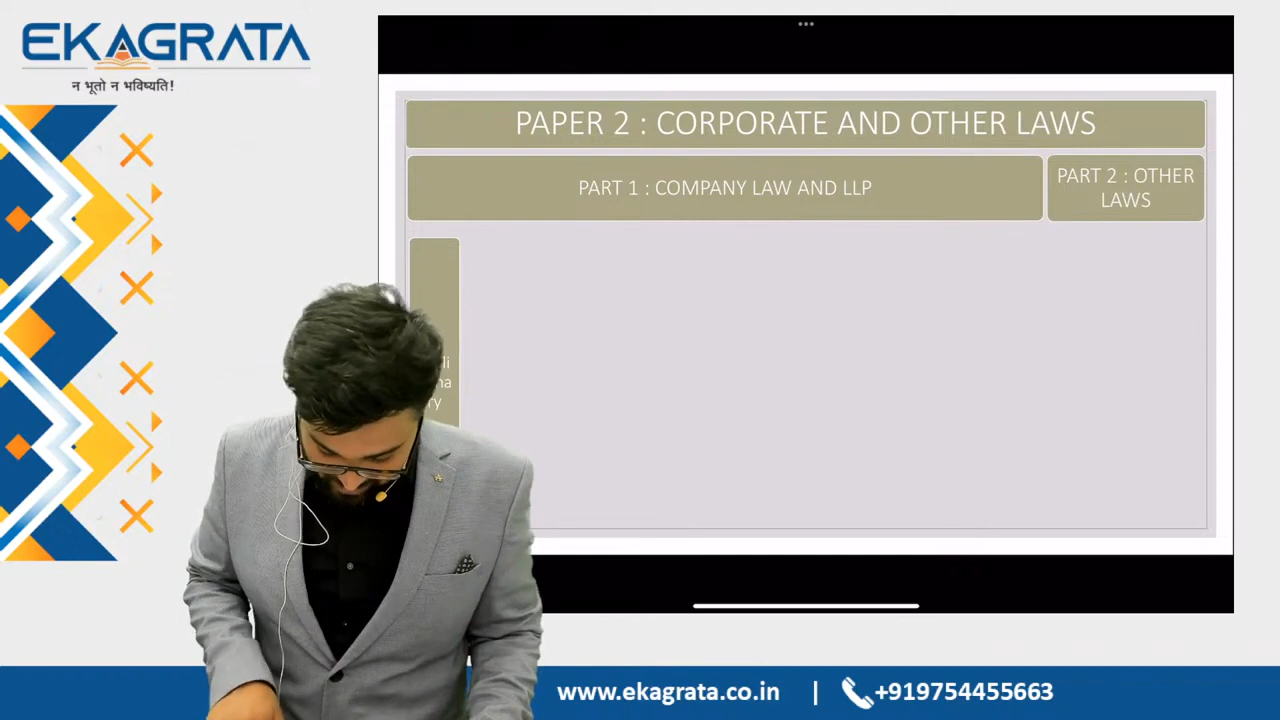 EKAGRATA
न भूतो न भविष्यति!
PAPER 2 : CORPORATE AND OTHER LAWS
PART 1 : COMPANY LAW AND LLP
PART 2 : OTHER
LAWS
www.ekagrata.co.in | +919754455663